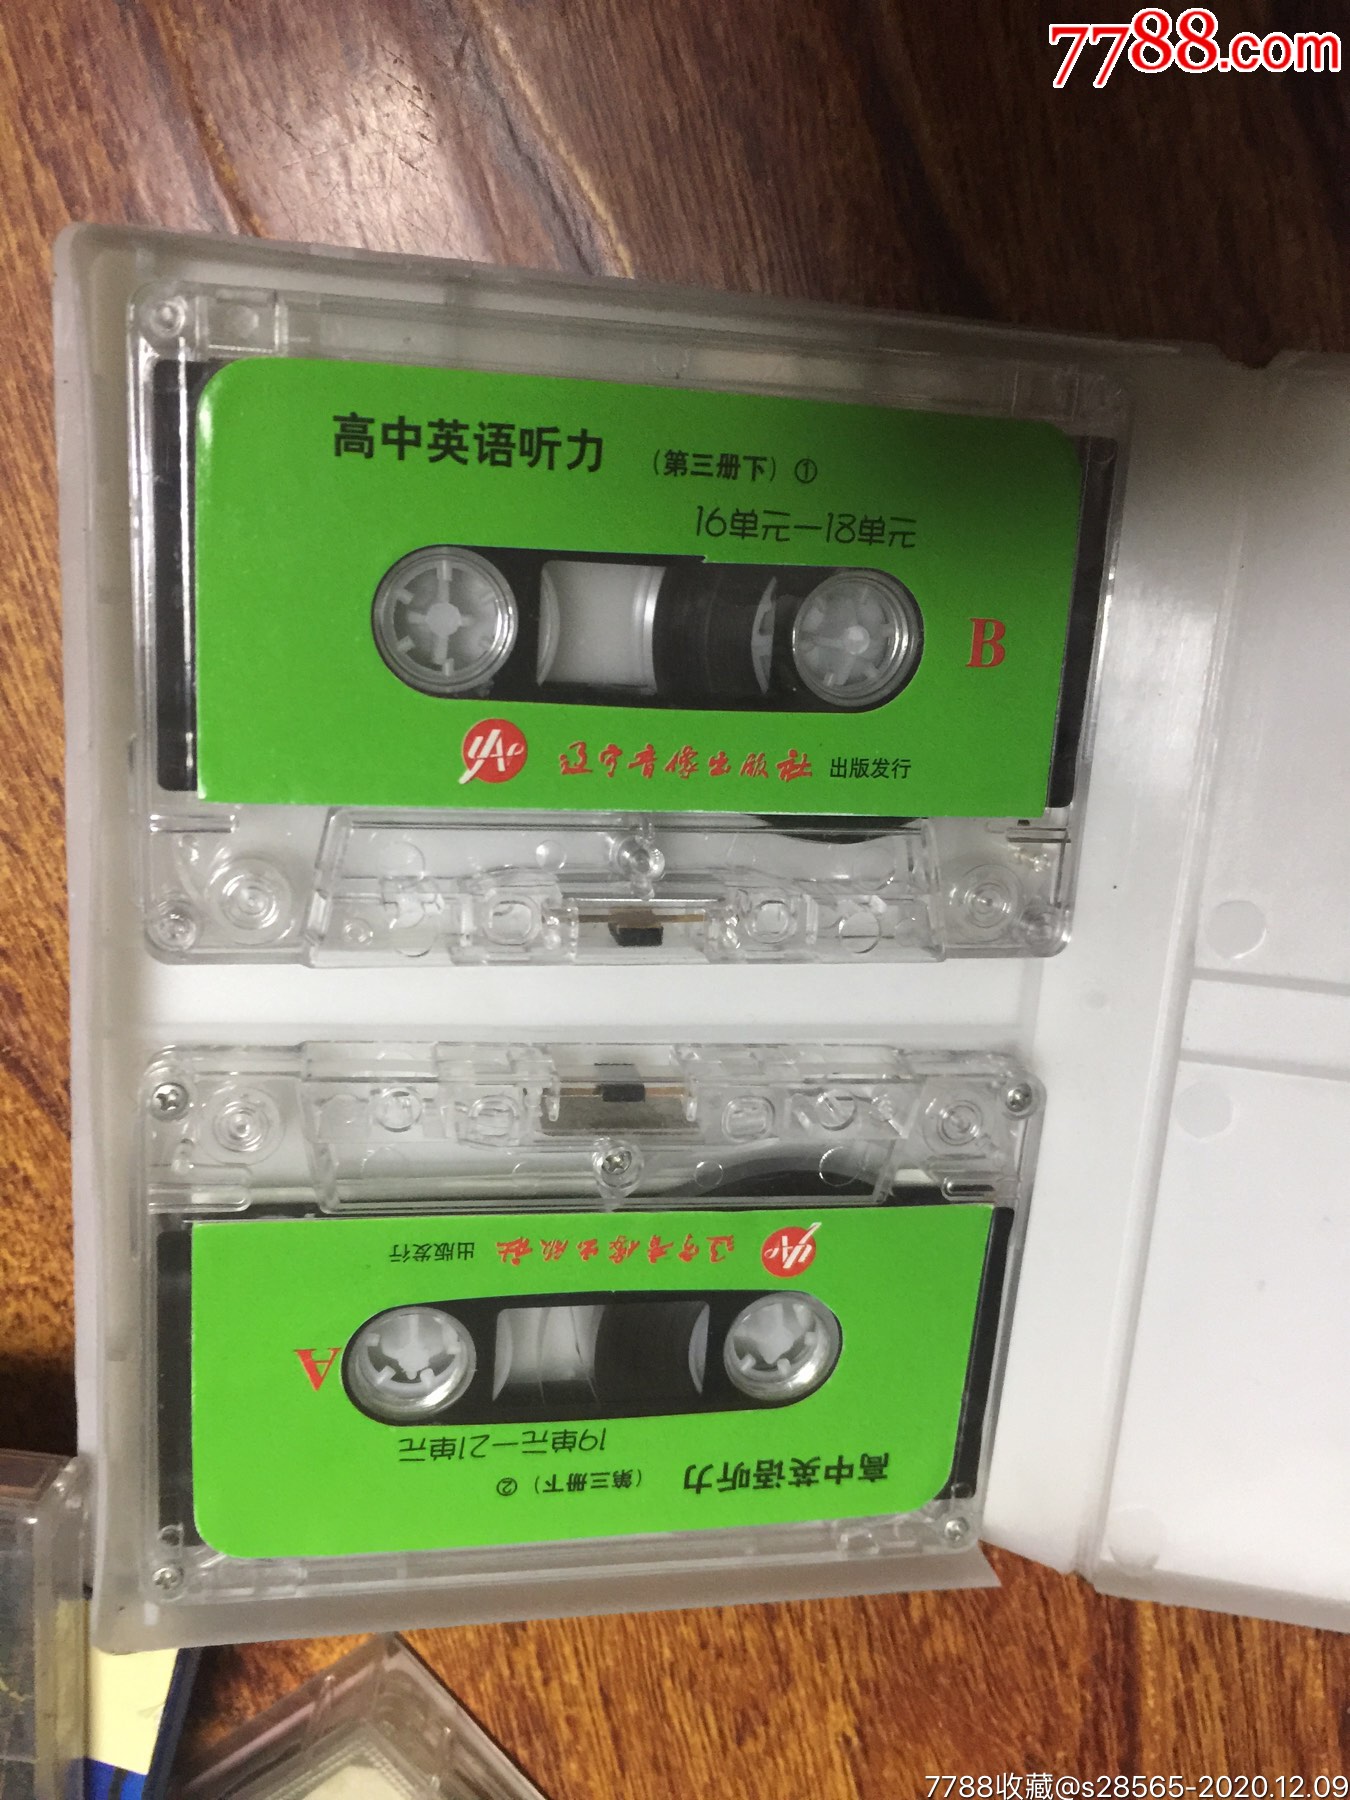 7788.com
高中英语听力 (第三册下) ①
16单元—18单元
B
辽宁音像出版社 出版发行
辽宁音像出版社 出版发行
A
19单元—21单元
高中英语听力 (第三册下) ②
7788收藏@s28565-2020.12.09